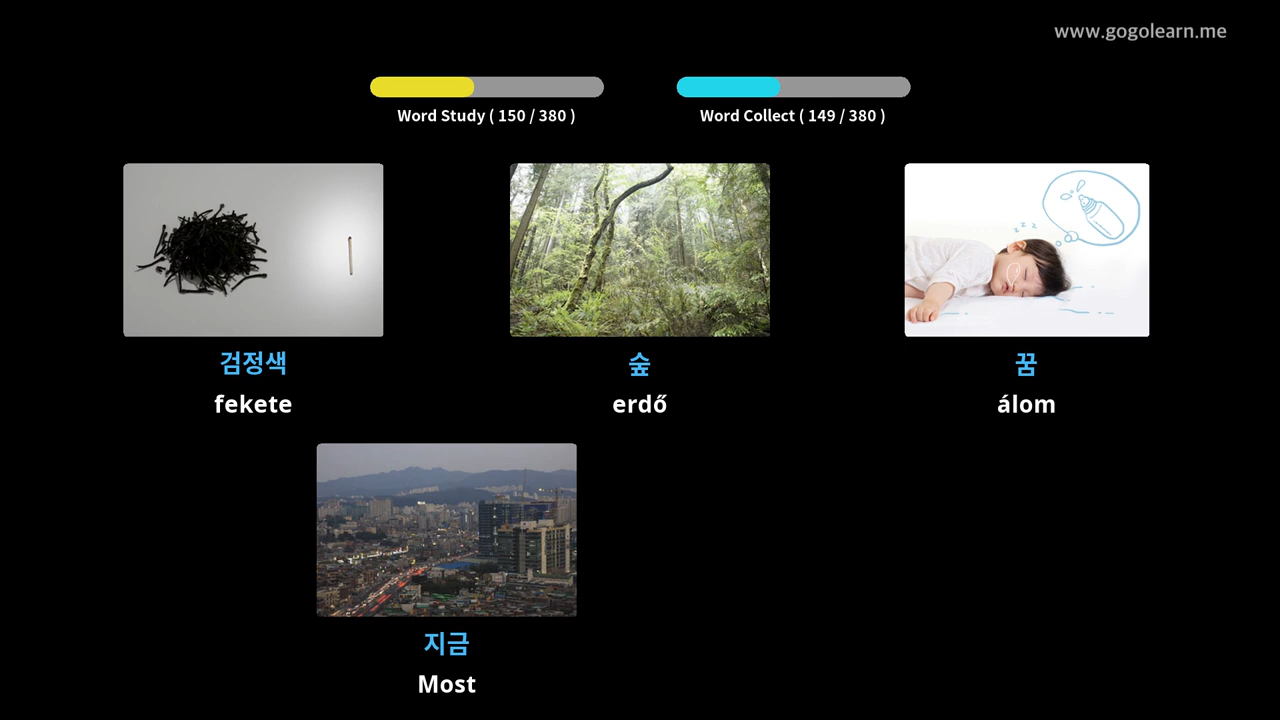 www.gogolearn.me
Word Study ( 150 / 380 )
Word Collect ( 149 / 380 )
검정색
fekete
숲
erdő
꿈
álom
지금
Most